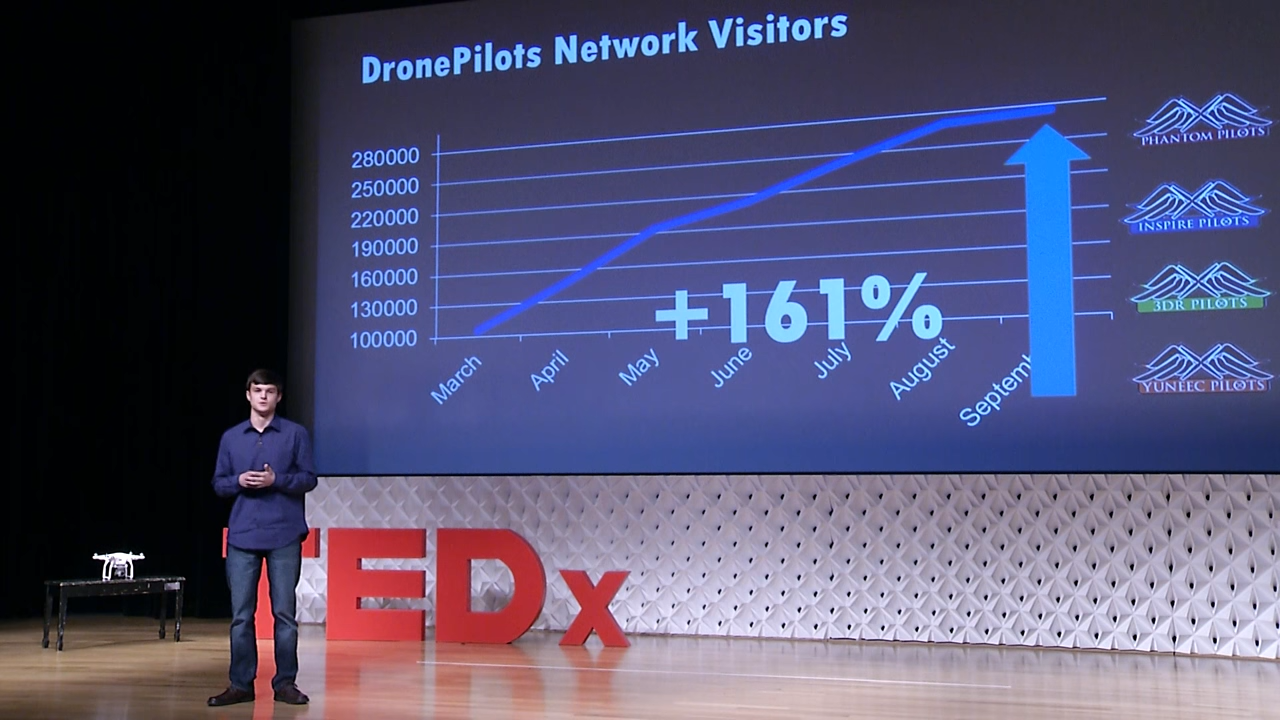 DronePilots Network Visitors
280000
250000
220000
190000
160000
130000
100000
March
April
May
June
July
August
Septem
+161%
PHANTOM PILOTS
INSPIRE PILOTS
3DR PILOTS
YUNEEC PILOTS
TEDx